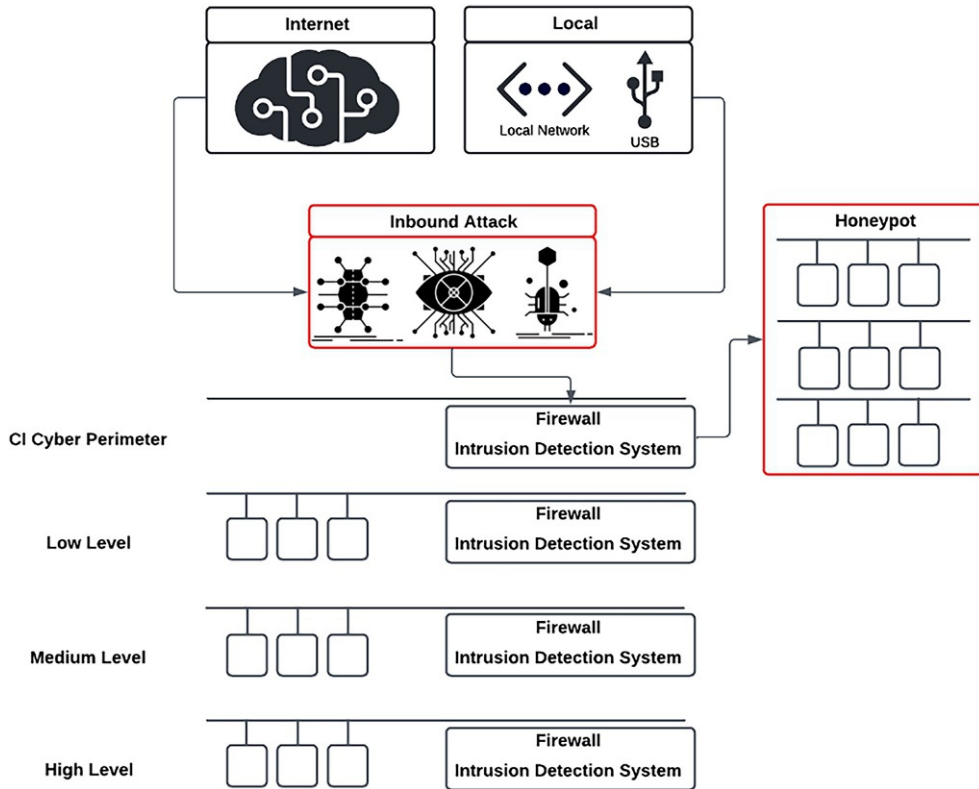 Internet
Local
Local Network
USB
Inbound Attack
Honeypot
CI Cyber Perimeter
Firewall
Intrusion Detection System
Low Level
Firewall
Intrusion Detection System
Medium Level
Firewall
Intrusion Detection System
High Level
Firewall
Intrusion Detection System